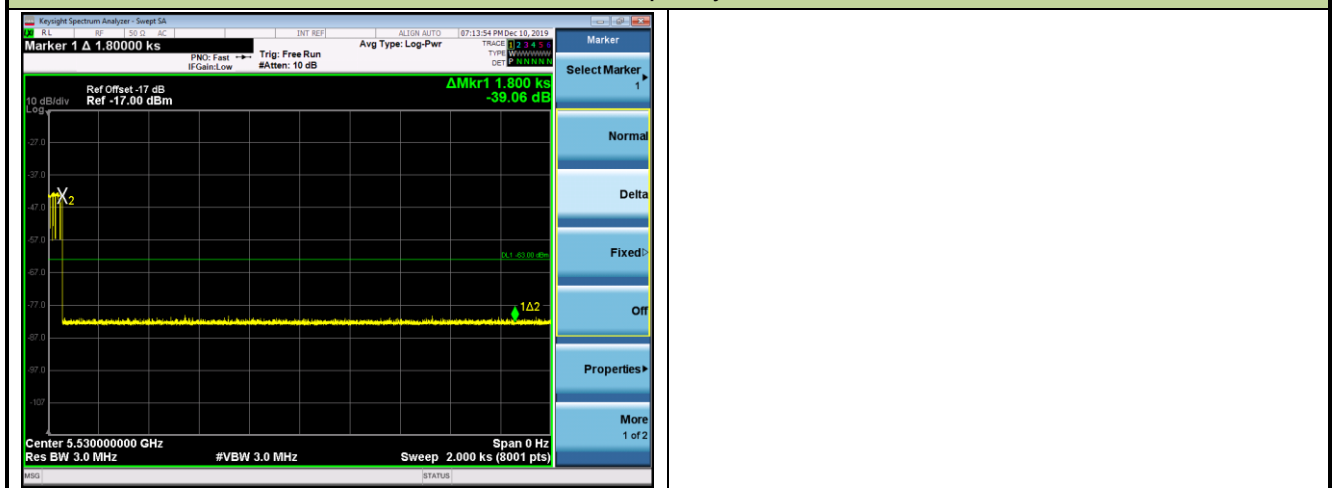 Keysight Spectrum Analyzer - Swept SA
RL RF 50 Ω AC INT REF ALIGN AUTO 07:13:54 PM Dec 10, 2019
Marker 1 Δ 1.80000 ks
PNO: Fast
IFGain:Low
Trig: Free Run
#Atten: 10 dB
Avg Type: Log-Pwr
TRACE 1 2 3 4 5 6
TYPE WWWWWW
DET P NNNNN
Ref Offset -17 dB
10 dB/div Ref -17.00 dBm
Log
ΔMkr1 1.800 ks
-39.06 dB
-27.0
-37.0
-47.0
-57.0
-67.0
-77.0
-87.0
-97.0
-107
2
DL1 -63.00 dBm
1Δ2
Center 5.530000000 GHz Span 0 Hz
Res BW 3.0 MHz #VBW 3.0 MHz Sweep 2.000 ks (8001 pts)
MSG STATUS
Marker
Select Marker
1
Normal
Delta
Fixed
Off
Properties
More
1 of 2